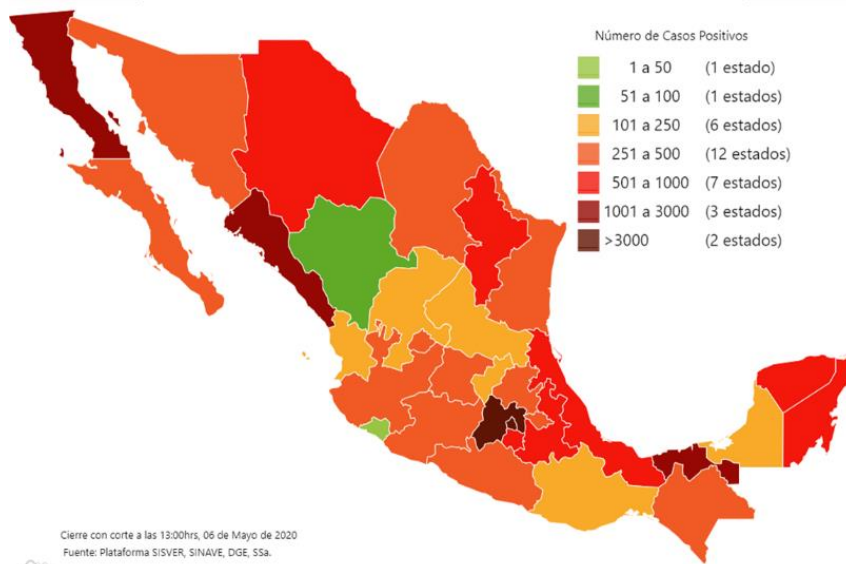 Número de Casos Positivos
1 a 50 (1 estado)
51 a 100 (1 estados)
101 a 250 (6 estados)
251 a 500 (12 estados)
501 a 1000 (7 estados)
1001 a 3000 (3 estados)
>3000 (2 estados)
Cierre con corte a las 13:00hrs, 06 de Mayo de 2020
Fuente: Plataforma SISVER, SINAVE, DGE, SSa.